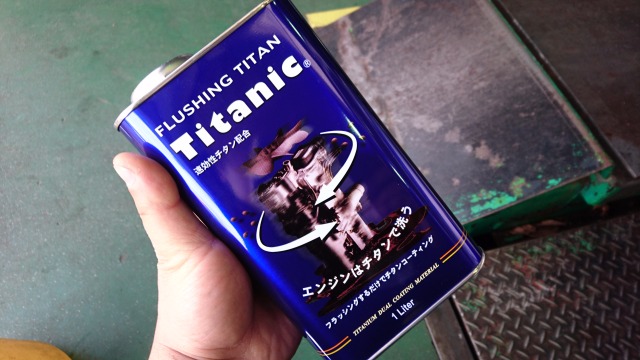 FLUSHING TITAN
Titanic®
速効性チタン配合
エンジンはチタンで洗う
フラッシングするだけでチタンコーティング
TITANIUM DUAL COATING MATERIAL
1 Liter